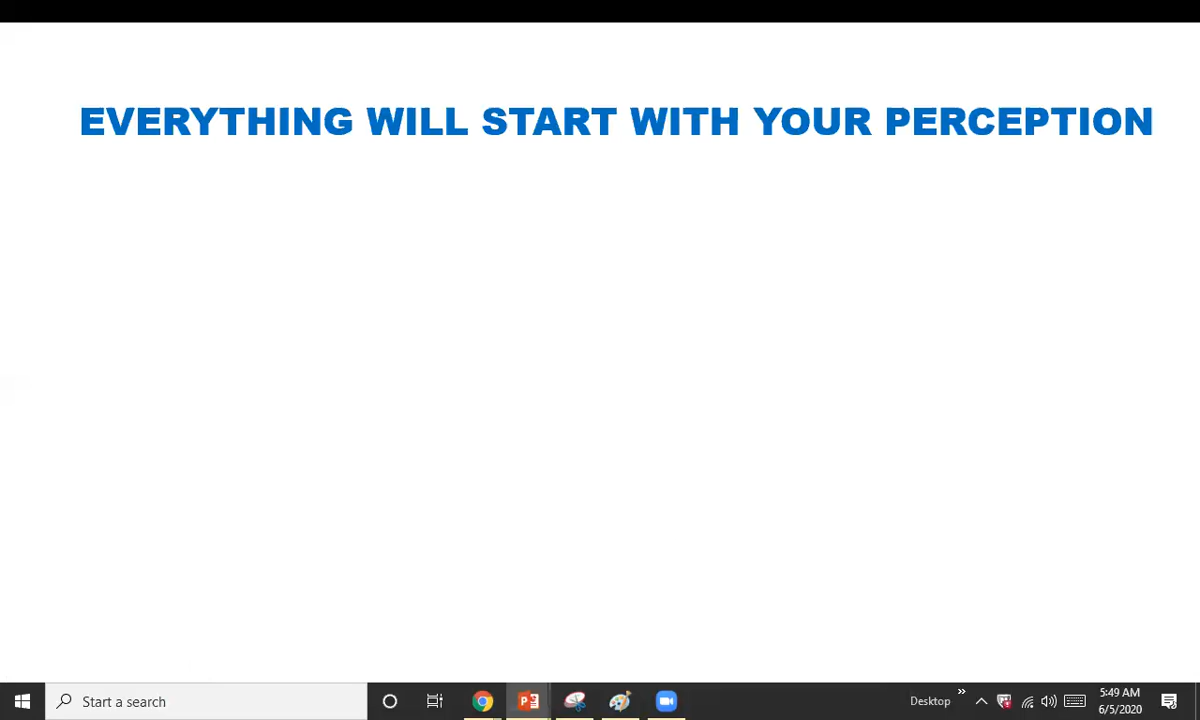 EVERYTHING WILL START WITH YOUR PERCEPTION
Start a search
Desktop
5:49 AM
6/5/2020